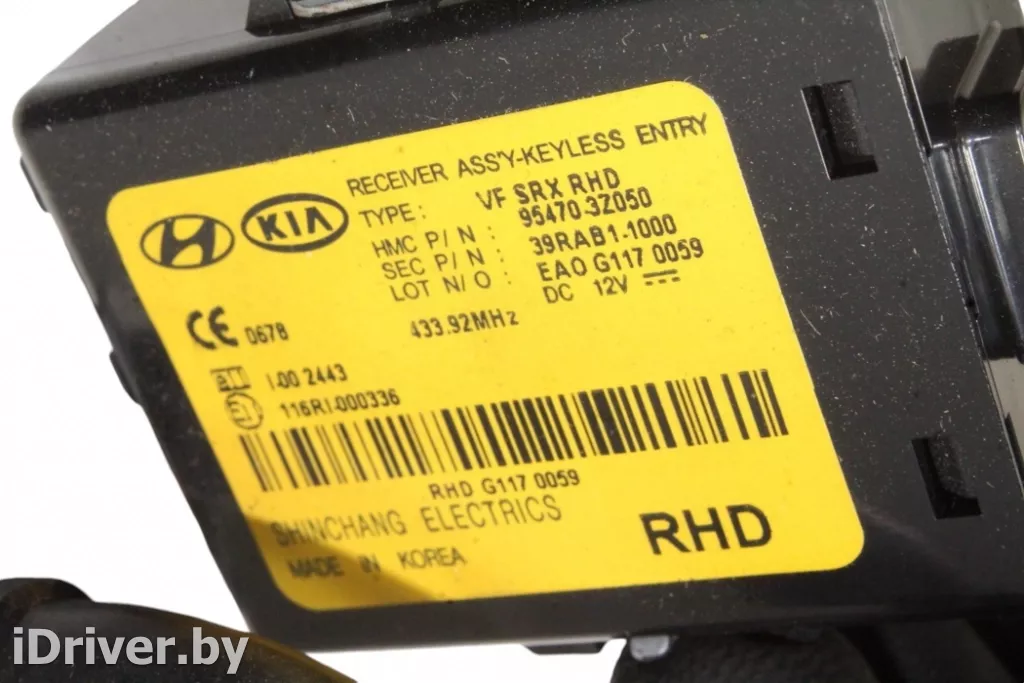 RECEIVER ASS'Y-KEYLESS ENTRY
KIA
TYPE : VF SRX RHD
HMC P/N : 95470-3Z050
SEC P/N : 39RAB1-1000
LOT N/O : EAO G117 0059
DC 12V
CE 0678 433.92MHz
I-00 2443
116RI-000336
RHD G117 0059
SHINCHANG ELECTRICS
RHD
MADE IN KOREA
iDriver.by